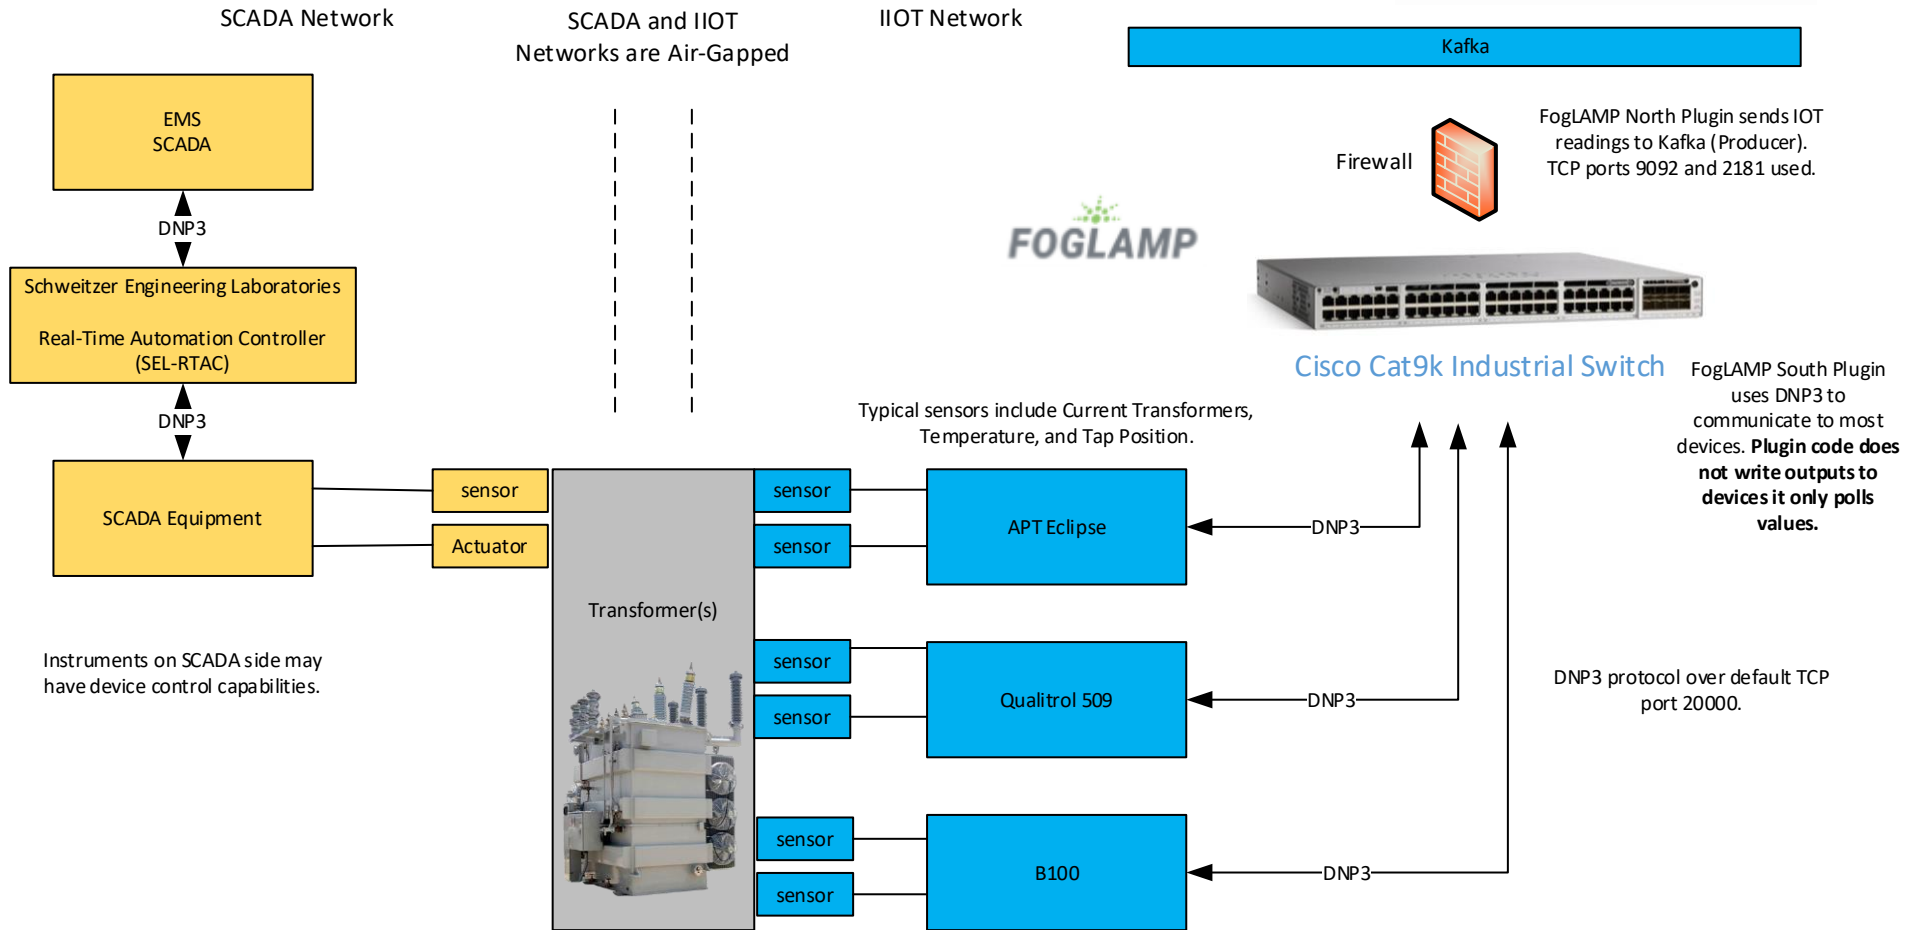 SCADA Network
SCADA and IIOT
Networks are Air-Gapped
IIOT Network
Kafka
EMS
SCADA
DNP3
Schweitzer Engineering Laboratories
Real-Time Automation Controller
(SEL-RTAC)
DNP3
SCADA Equipment
sensor
Actuator
Instruments on SCADA side may
have device control capabilities.
Transformer(s)
FOGLAMP
Firewall
FogLAMP North Plugin sends IOT
readings to Kafka (Producer).
TCP ports 9092 and 2181 used.
Cisco Cat9k Industrial Switch
FogLAMP South Plugin
uses DNP3 to
communicate to most
devices. Plugin code does
not write outputs to
devices it only polls
values.
Typical sensors include Current Transformers,
Temperature, and Tap Position.
sensor
sensor
APT Eclipse
DNP3
sensor
sensor
Qualitrol 509
DNP3
DNP3 protocol over default TCP
port 20000.
sensor
sensor
B100
DNP3